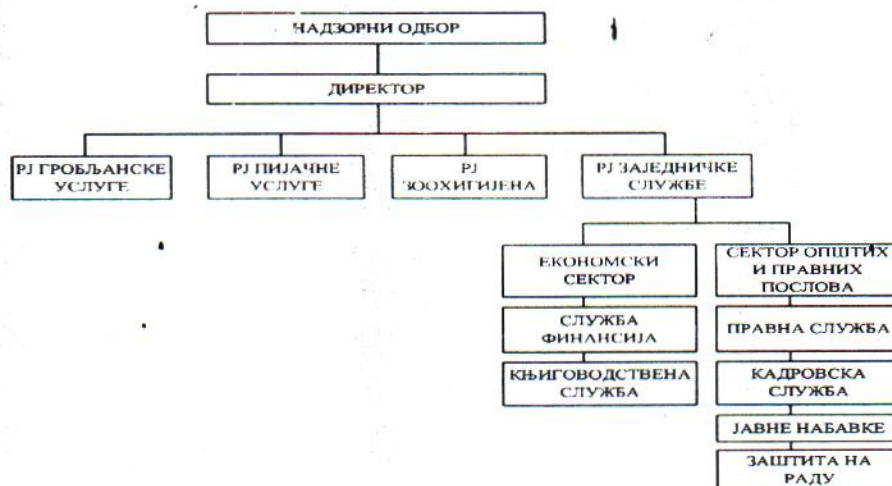 НАДЗОРНИ ОДБОР
ДИРЕКТОР
РЈ ГРОБЉАНСКЕ
УСЛУГЕ
РЈ ПИЈАЧНЕ
УСЛУГЕ
РЈ
ЗООХИГИЈЕНА
РЈ ЗАЈЕДНИЧКЕ
СЛУЖБЕ
ЕКОНОМСКИ
СЕКТОР
СЛУЖБА
ФИНАНСИЈА
КЊИГОВОДСТВЕНА
СЛУЖБА
СЕКТОР ОПШТИХ
И ПРАВНИХ
ПОСЛОВА
ПРАВНА СЛУЖБА
КАДРОВСКА
СЛУЖБА
ЈАВНЕ НАБАВКЕ
ЗАШТИТА НА
РАДУ